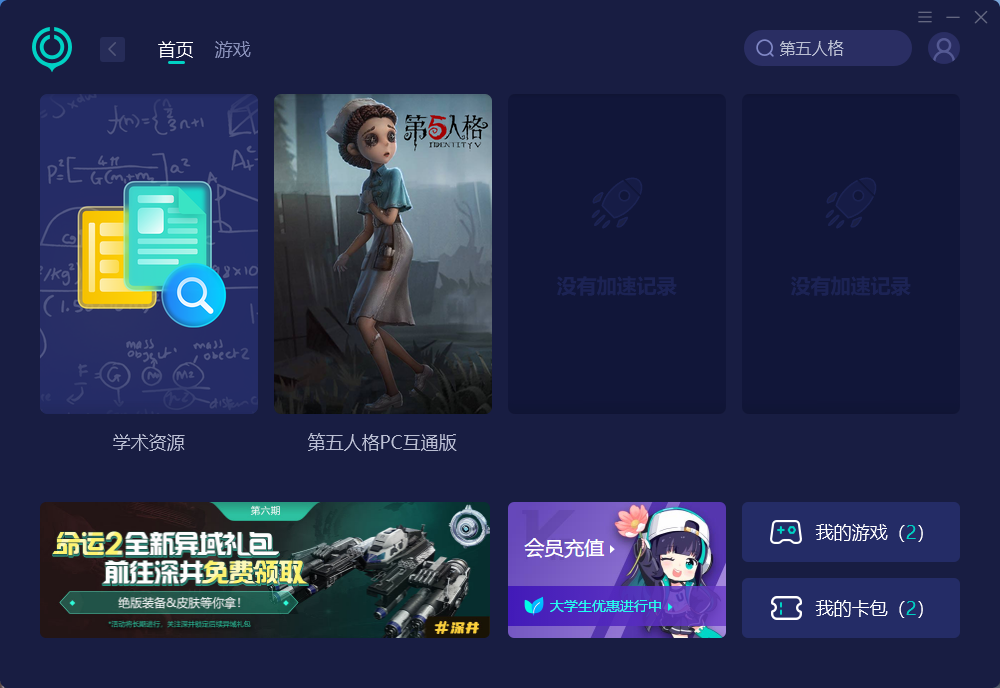 首页
游戏
第五人格
f(n)={
3n+1
第5人格
IDENTITY V
没有加速记录
没有加速记录
学术资源
第五人格PC互通版
第六期
命运2全新异域礼包
前往深井免费领取
绝版装备&皮肤等你拿!
*活动将长期进行，关注深井锁定后续异域礼包
#深井
会员充值
大学生优惠进行中
我的游戏（2）
我的卡包（2）